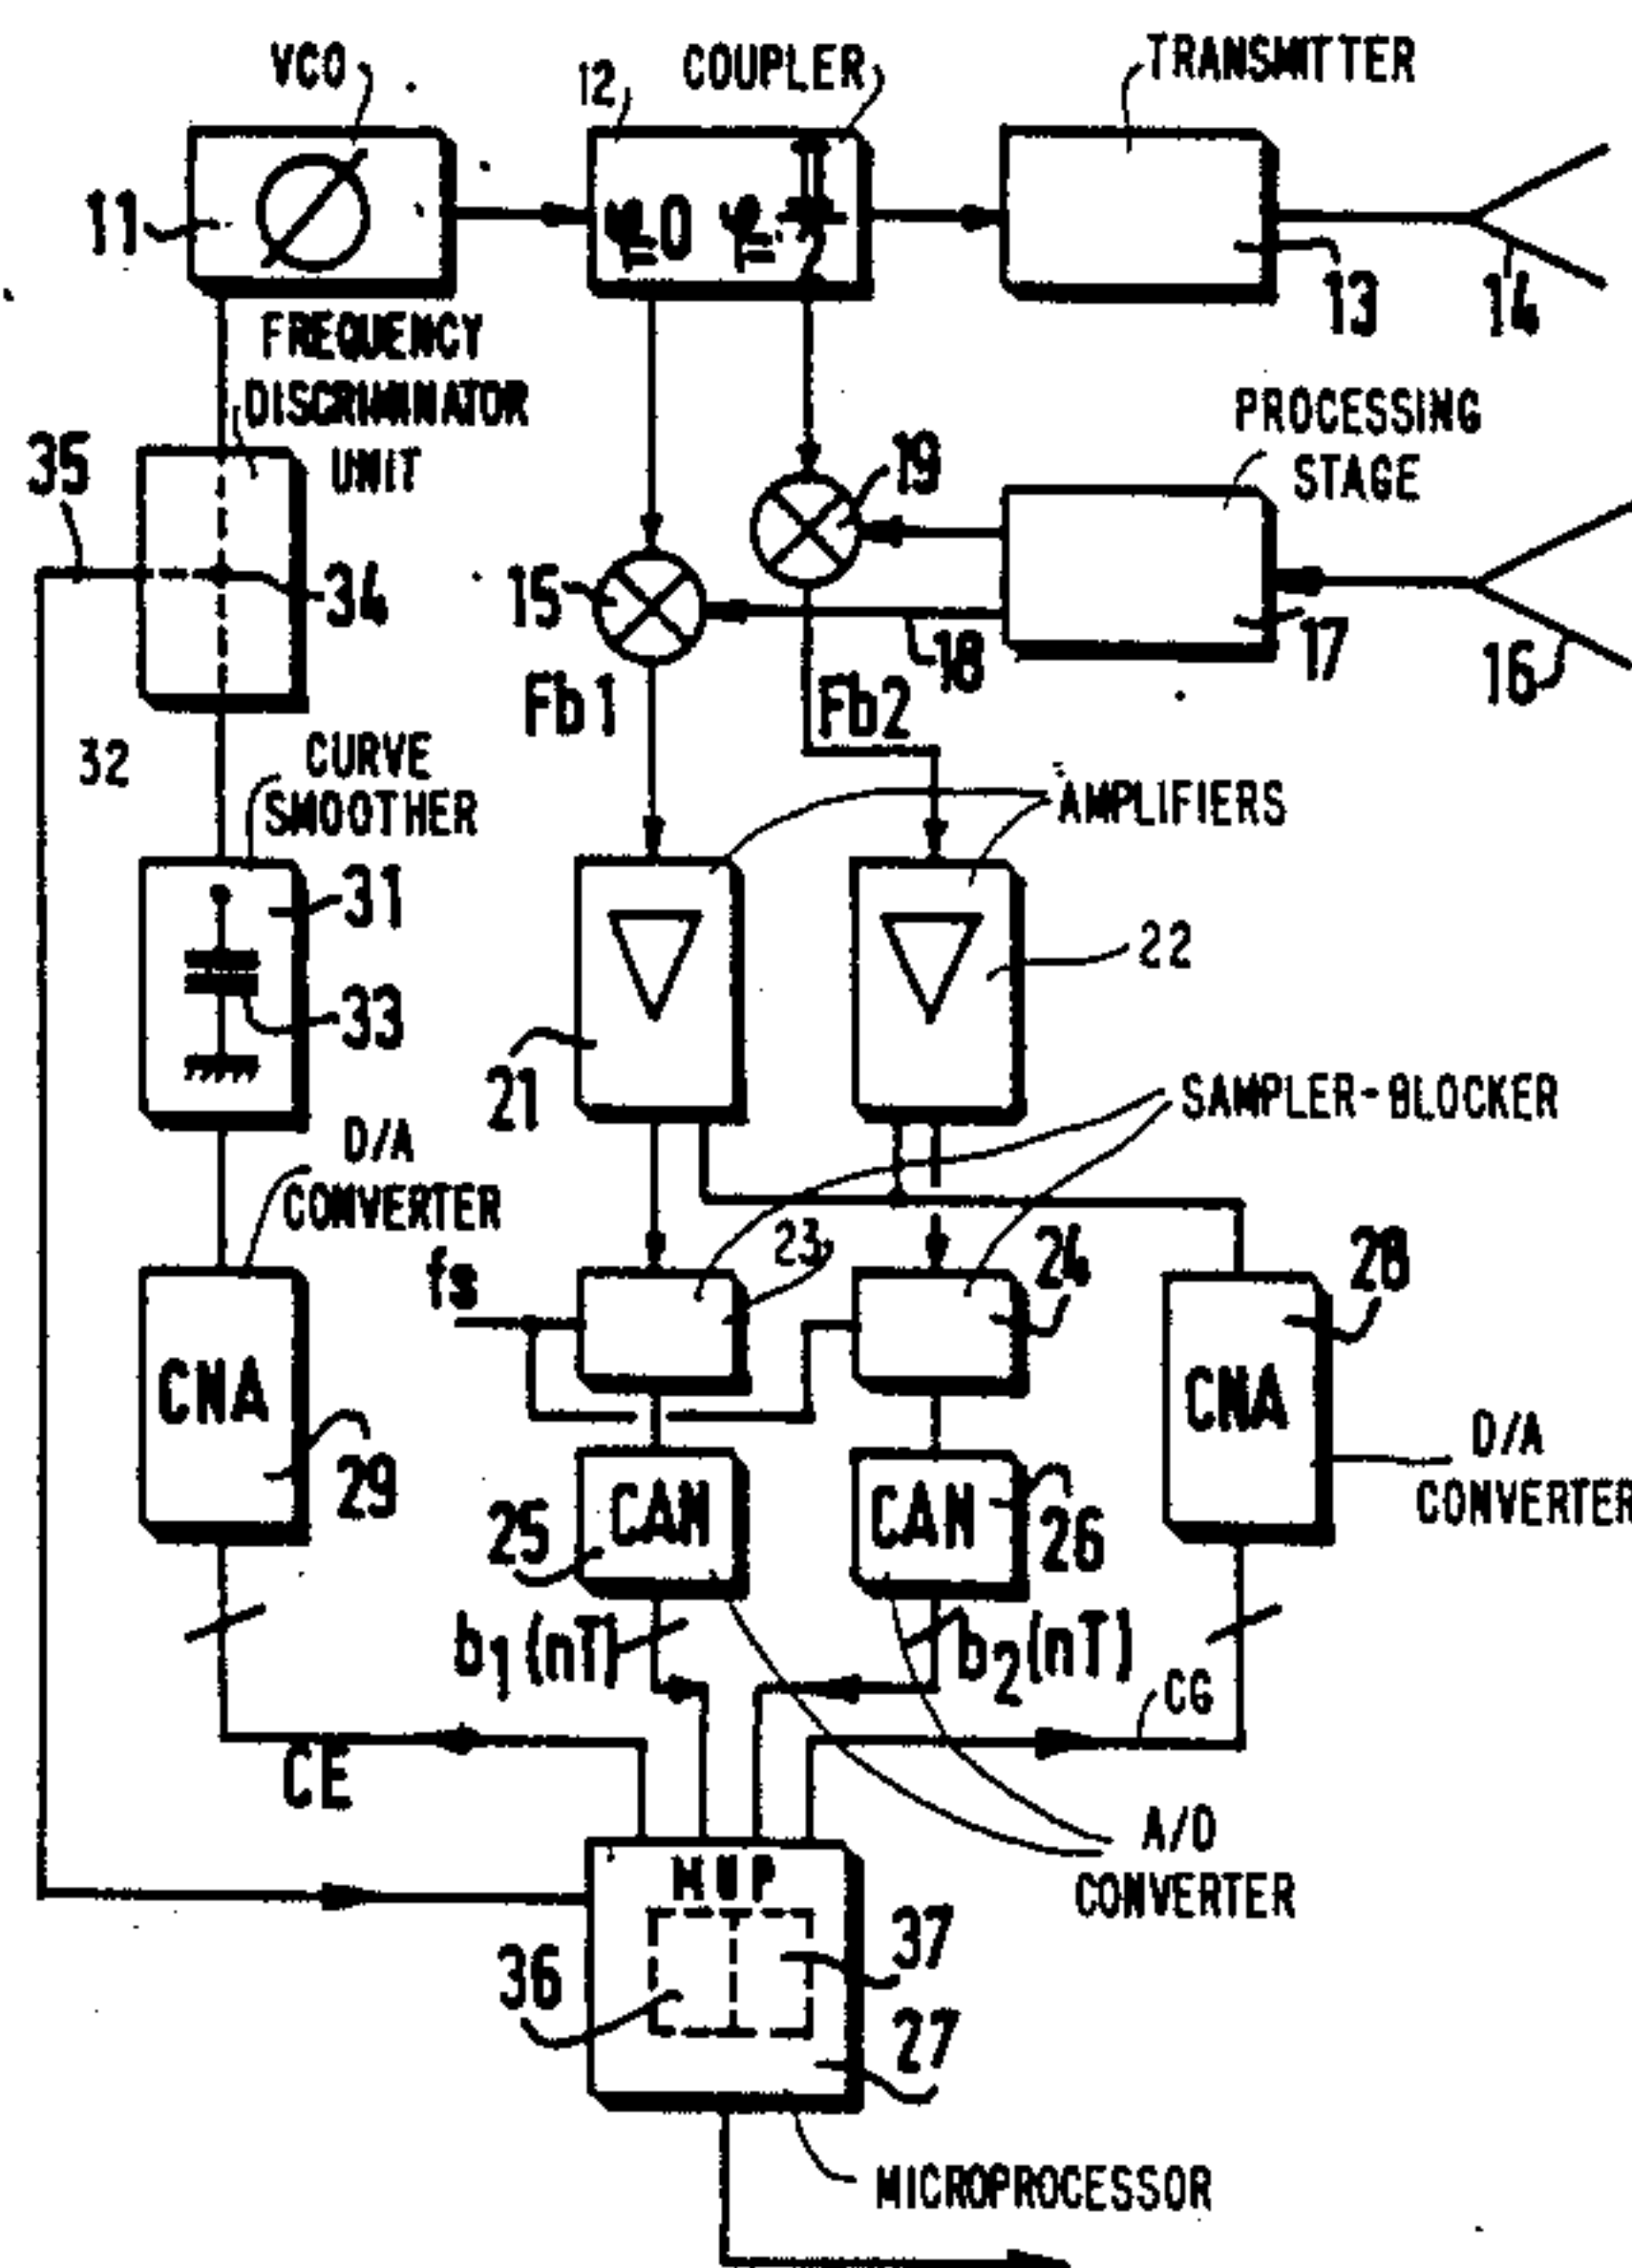 VCO
12
COUPLER
TRANSMITTER
11
13
14
FREQUENCY
DISCRIMINATOR
UNIT
35
34
PROCESSING
STAGE
19
15
18
17
16
Fb1
Fb2
32
CURVE
SMOOTHER
AMPLIFIERS
31
33
22
21
SAMPLER-BLOCKER
D/A
CONVERTER
fs
23
24
28
CNA
29
CNA
D/A
CONVERTER
25
CAN
CAN
26
b1(nT)
b2(nT)
CG
CE
A/D
CONVERTER
MUP
37
36
27
MICROPROCESSOR